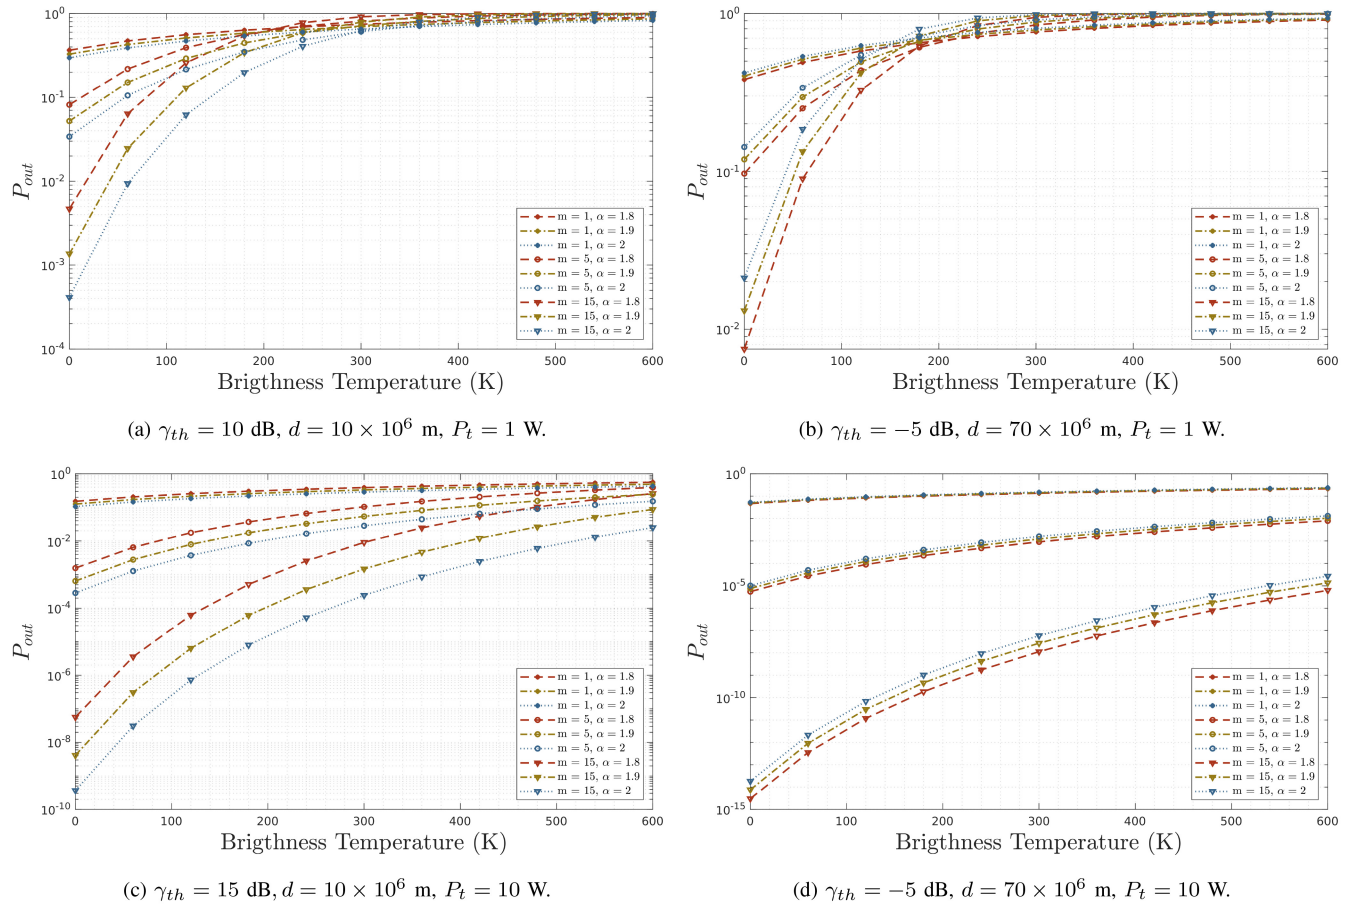 10^0
10^-1
10^-2
10^-3
10^-4
P_out
0 100 200 300 400 500 600
Brigthness Temperature (K)
m = 1, α = 1.8
m = 1, α = 1.9
m = 1, α = 2
m = 5, α = 1.8
m = 5, α = 1.9
m = 5, α = 2
m = 15, α = 1.8
m = 15, α = 1.9
m = 15, α = 2
(a) γ_th = 10 dB, d = 10 × 10^6 m, P_t = 1 W.
10^0
10^-1
10^-2
P_out
0 100 200 300 400 500 600
Brigthness Temperature (K)
m = 1, α = 1.8
m = 1, α = 1.9
m = 1, α = 2
m = 5, α = 1.8
m = 5, α = 1.9
m = 5, α = 2
m = 15, α = 1.8
m = 15, α = 1.9
m = 15, α = 2
(b) γ_th = −5 dB, d = 70 × 10^6 m, P_t = 1 W.
10^0
10^-2
10^-4
10^-6
10^-8
10^-10
P_out
0 100 200 300 400 500 600
Brigthness Temperature (K)
m = 1, α = 1.8
m = 1, α = 1.9
m = 1, α = 2
m = 5, α = 1.8
m = 5, α = 1.9
m = 5, α = 2
m = 15, α = 1.8
m = 15, α = 1.9
m = 15, α = 2
(c) γ_th = 15 dB, d = 10 × 10^6 m, P_t = 10 W.
10^0
10^-5
10^-10
10^-15
P_out
0 100 200 300 400 500 600
Brigthness Temperature (K)
m = 1, α = 1.8
m = 1, α = 1.9
m = 1, α = 2
m = 5, α = 1.8
m = 5, α = 1.9
m = 5, α = 2
m = 15, α = 1.8
m = 15, α = 1.9
m = 15, α = 2
(d) γ_th = −5 dB, d = 70 × 10^6 m, P_t = 10 W.